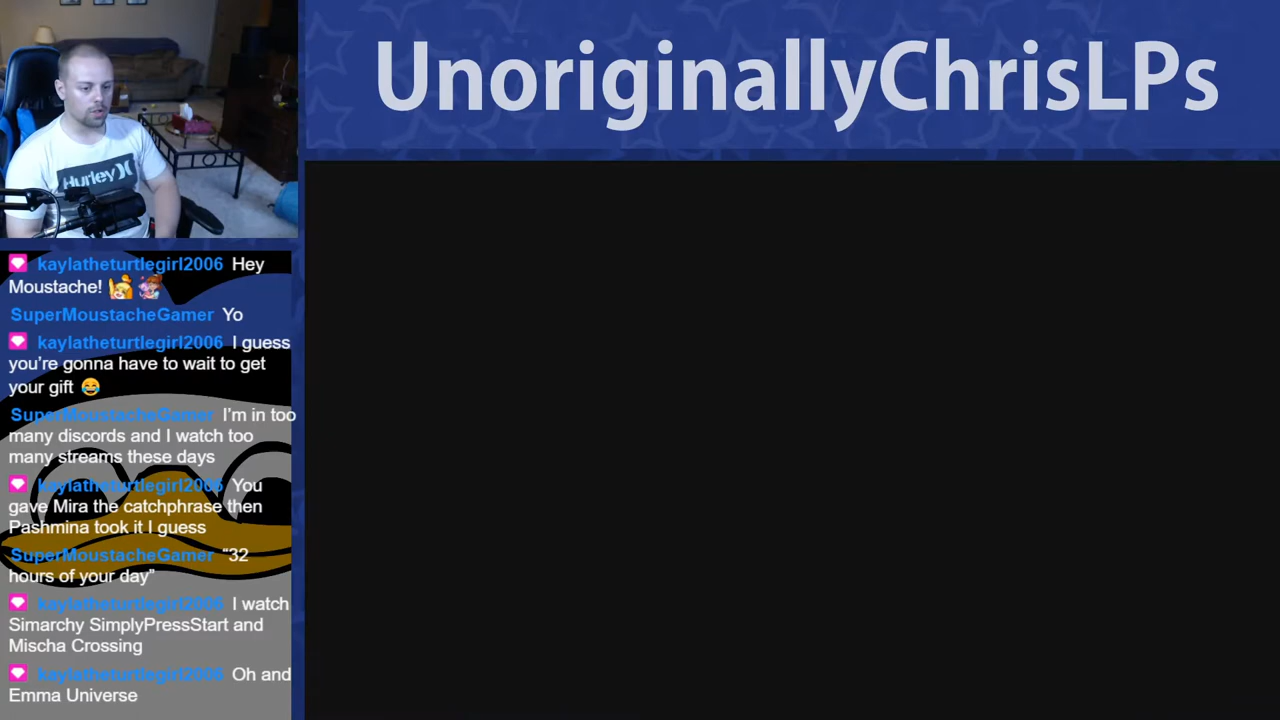 UnoriginallyChrisLPs
Hurley
kaylatheturtlegirl2006 Hey
Moustache!
SuperMoustacheGamer Yo
kaylatheturtlegirl2006 I guess
you're gonna have to wait to get
your gift 😂
SuperMoustacheGamer I'm in too
many discords and I watch too
many streams these days
kaylatheturtlegirl2006 You
gave Mira the catchphrase then
Pashmina took it I guess
SuperMoustacheGamer “32
hours of your day”
kaylatheturtlegirl2006 I watch
Simarchy SimplyPressStart and
Mischa Crossing
kaylatheturtlegirl2006 Oh and
Emma Universe